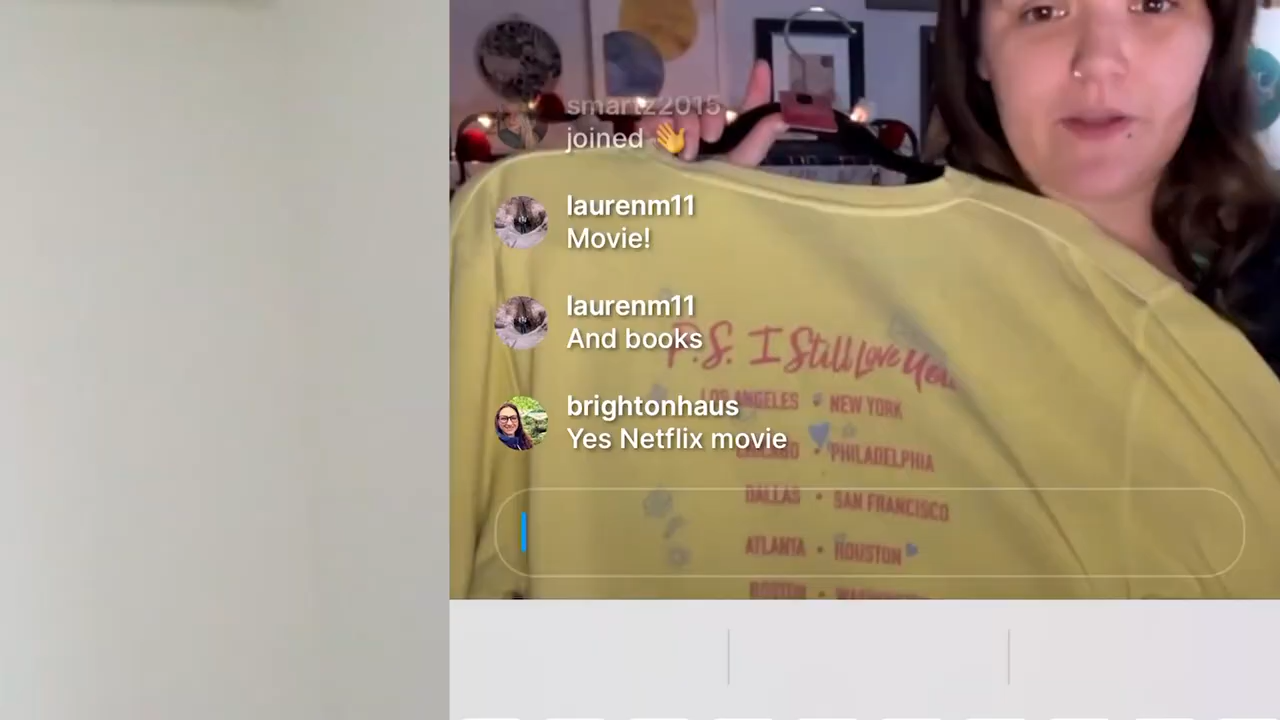 smartz2015
joined 👋
laurenm11
Movie!
laurenm11
And books
brightonhaus
Yes Netflix movie
P.S. I Still Love You
LOS ANGELES • NEW YORK
CHICAGO • PHILADELPHIA
DALLAS • SAN FRANCISCO
ATLANTA • HOUSTON
BOSTON •